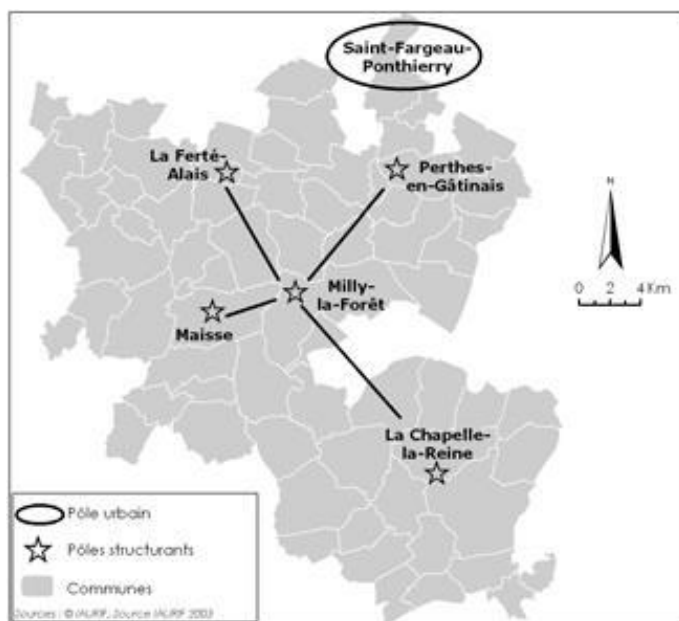 Saint-Fargeau-
Ponthierry
La Ferté-
Alais
Perthes-
en-Gâtinais
N
0 2 4 Km
Milly-
la-Forêt
Maisse
La Chapelle-
la-Reine
Pôle urbain
Pôles structurants
Communes
Sources : © IAURIF, Source IAURIF 2003